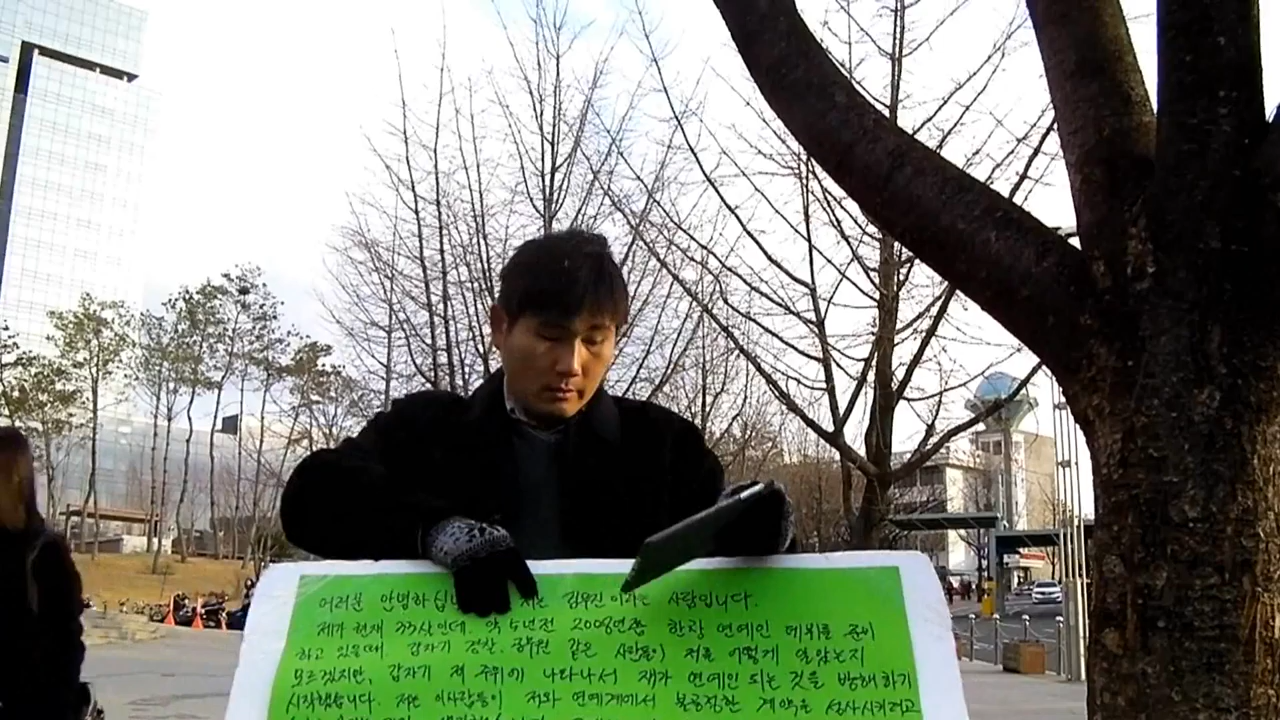 여러분 안녕하십니 저는 김우진 이라는 사람입니다.
제가 현재 33살인데. 약 5년전 2008년쯤 한참 연예인 데뷔를 준비
하고 있을때. 갑자기 경찰. 공무원 같은 사람들이 저를 어떻게 알았는지
모르겠지만, 갑자기 제 주위에 나타나서 제가 연예인 되는 것을 방해하기
시작했습니다. 저는 이사람들이 저와 연예계에서 불공정한 계약을 성사시키려고